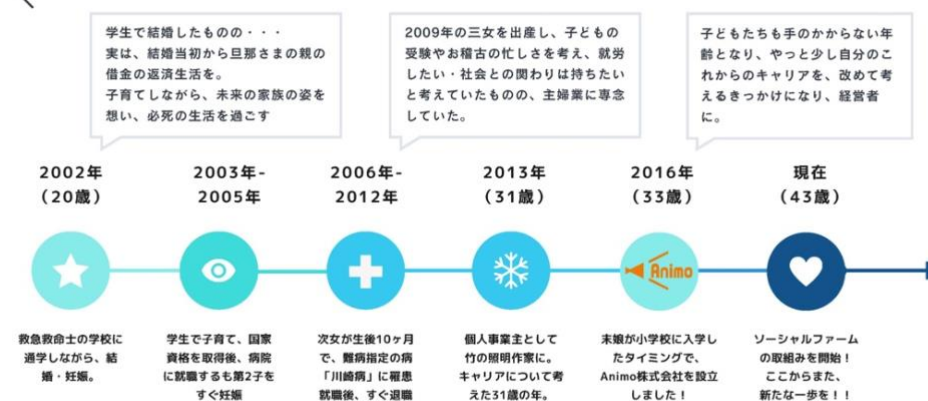 学生で結婚したものの・・・
実は、結婚当初から旦那さまの親の
借金の返済生活を。
子育てしながら、未来の家族の姿を
想い、必死の生活を過ごす
2009年の三女を出産し、子どもの
受験やお稽古の忙しさを考え、就労
したい・社会との関わりは持ちたい
と考えていたものの、主婦業に専念
していた。
子どもたちも手のかからない年
齢となり、やっと少し自分のこ
れからのキャリアを、改めて考
えるきっかけになり、経営者
に。
2002年
（20歳）
2003年-
2005年
2006年-
2012年
2013年
（31歳）
2016年
（33歳）
現在
（43歳）
Animo
救急救命士の学校に
通学しながら、結
婚・妊娠。
学生で子育て、国家
資格を取得後、病院
に就職するも第2子を
すぐ妊娠
次女が生後10ヶ月
で、難病指定の病
「川崎病」に罹患
就職後、すぐ退職
個人事業主として
竹の照明作家に。
キャリアについて考
えた31歳の年。
末娘が小学校に入学し
たタイミングで、
Animo株式会社を設立
しました！
ソーシャルファーム
の取組みを開始！
ここからまた、
新たな一歩を！！